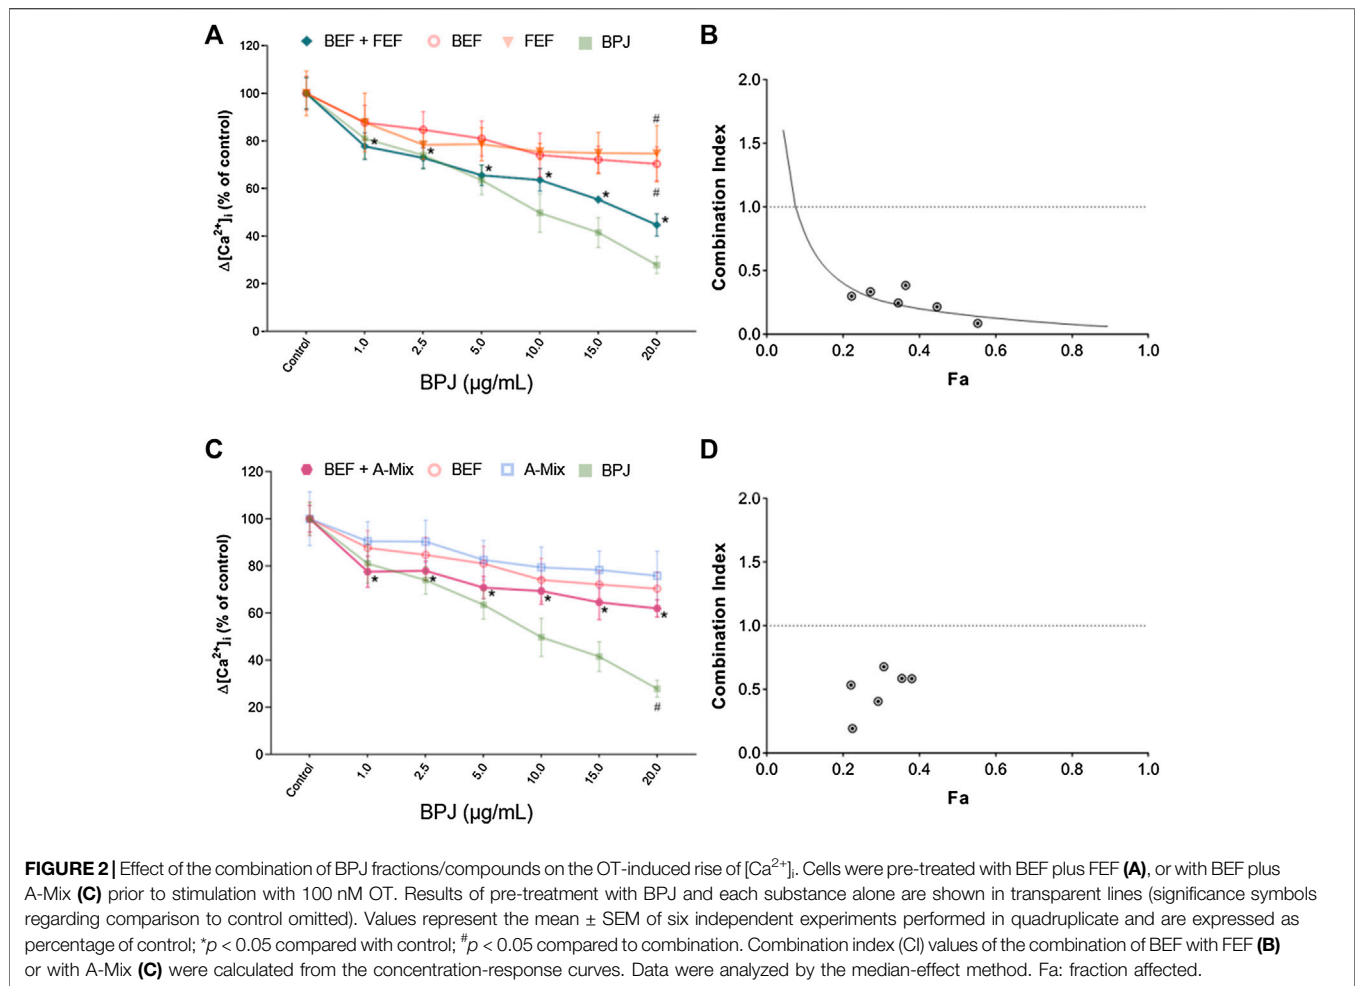 A
BEF + FEF BEF FEF BPJ
120
100
80
60
40
20
0
Δ[Ca²⁺]ᵢ (% of control)
* * * * * *
#
#
Control 1.0 2.5 5.0 10.0 15.0 20.0
BPJ (µg/mL)
B
2.0
1.5
1.0
0.5
0.0
Combination Index
0.0 0.2 0.4 0.6 0.8 1.0
Fa
C
BEF + A-Mix BEF A-Mix BPJ
120
100
80
60
40
20
0
Δ[Ca²⁺]ᵢ (% of control)
* * * * * *
#
Control 1.0 2.5 5.0 10.0 15.0 20.0
BPJ (µg/mL)
D
2.0
1.5
1.0
0.5
0.0
Combination Index
0.0 0.2 0.4 0.6 0.8 1.0
Fa
FIGURE 2 | Effect of the combination of BPJ fractions/compounds on the OT-induced rise of [Ca²⁺]ᵢ. Cells were pre-treated with BEF plus FEF (A), or with BEF plus
A-Mix (C) prior to stimulation with 100 nM OT. Results of pre-treatment with BPJ and each substance alone are shown in transparent lines (significance symbols
regarding comparison to control omitted). Values represent the mean ± SEM of six independent experiments performed in quadruplicate and are expressed as
percentage of control; *p < 0.05 compared with control; #p < 0.05 compared to combination. Combination index (CI) values of the combination of BEF with FEF (B)
or with A-Mix (C) were calculated from the concentration-response curves. Data were analyzed by the median-effect method. Fa: fraction affected.